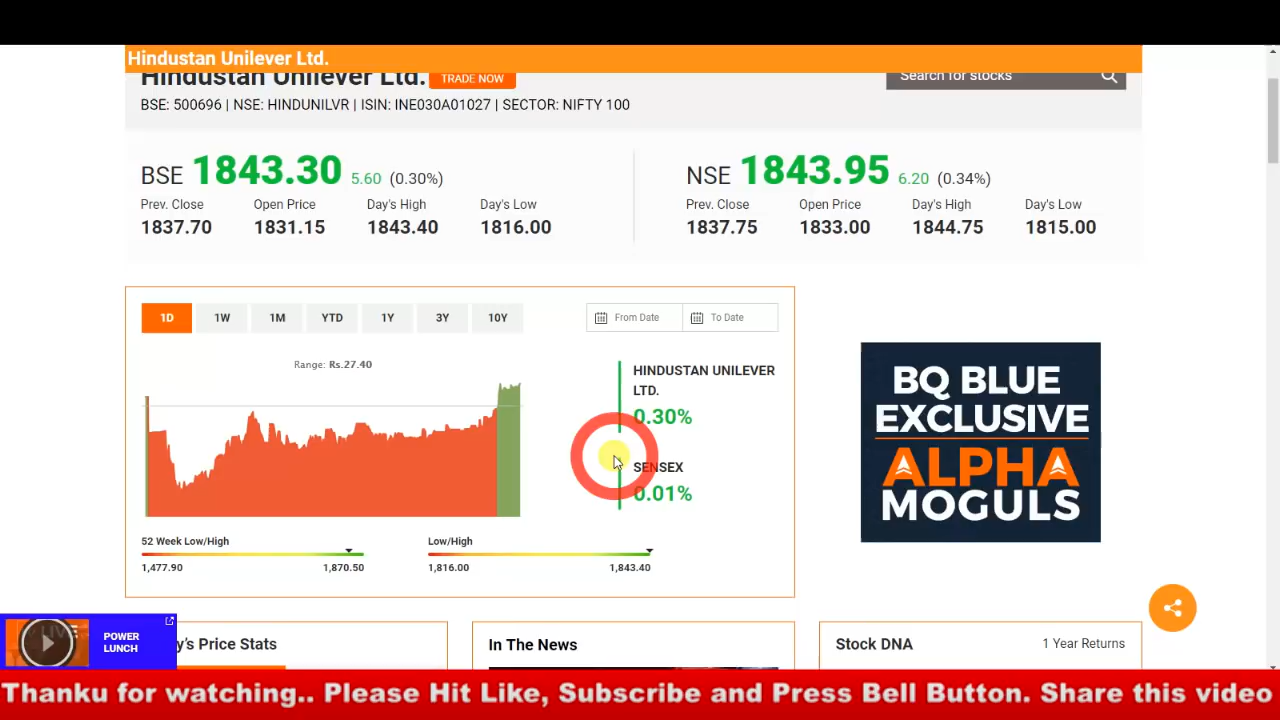 Hindustan Unilever Ltd.
Hindustan Unilever Ltd. TRADE NOW
Search for stocks
BSE: 500696 | NSE: HINDUNILVR | ISIN: INE030A01027 | SECTOR: NIFTY 100
BSE 1843.30 5.60 (0.30%)
Prev. Close Open Price Day's High Day's Low
1837.70 1831.15 1843.40 1816.00
NSE 1843.95 6.20 (0.34%)
Prev. Close Open Price Day's High Day's Low
1837.75 1833.00 1844.75 1815.00
1D 1W 1M YTD 1Y 3Y 10Y
From Date To Date
Range: Rs.27.40
HINDUSTAN UNILEVER
LTD.
0.30%
SENSEX
0.01%
52 Week Low/High
1,477.90 1,870.50
Low/High
1,816.00 1,843.40
BQ BLUE
EXCLUSIVE
ALPHA
MOGULS
POWER
LUNCH
y's Price Stats
In The News
Stock DNA 1 Year Returns
Thanku for watching.. Please Hit Like, Subscribe and Press Bell Button. Share this video